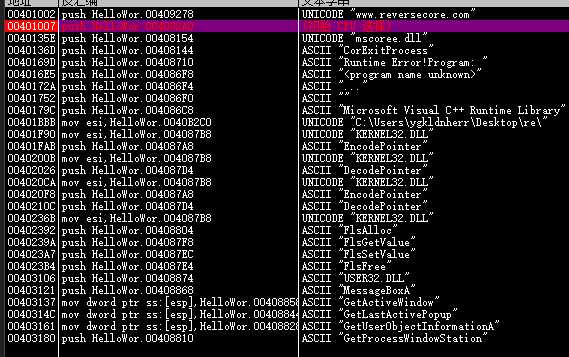 地址 反汇编 文本字串
00401002 push HelloWor.00409278 UNICODE "www.reversecore.com"
00401007 push
0040135E push HelloWor.00408154 UNICODE "mscoree.dll"
0040136D push HelloWor.00408144 ASCII "CorExitProcess"
0040169D push HelloWor.00408710 ASCII "Runtime Error!Program: "
004016E5 push HelloWor.004086F8 ASCII "<program name unknown>"
0040172A push HelloWor.004086F4 ASCII "..."
00401752 push HelloWor.004086F0 ASCII ""
0040179C push HelloWor.004086C8 ASCII "Microsoft Visual C++ Runtime Library"
00401BBB mov esi,HelloWor.0040B2C0 UNICODE "C:\Users\ygkldnherr\Desktop\re\"
00401F90 mov esi,HelloWor.004087B8 UNICODE "KERNEL32.DLL"
00401FAB push HelloWor.004087A8 ASCII "EncodePointer"
0040200B mov esi,HelloWor.004087B8 UNICODE "KERNEL32.DLL"
00402026 push HelloWor.004087D4 ASCII "DecodePointer"
004020CA mov esi,HelloWor.004087B8 UNICODE "KERNEL32.DLL"
004020F8 push HelloWor.004087A8 ASCII "EncodePointer"
0040210C push HelloWor.004087D4 ASCII "DecodePointer"
0040236B mov esi,HelloWor.004087B8 UNICODE "KERNEL32.DLL"
00402392 push HelloWor.00408804 ASCII "FlsAlloc"
0040239A push HelloWor.004087F8 ASCII "FlsGetValue"
004023A7 push HelloWor.004087EC ASCII "FlsSetValue"
004023B4 push HelloWor.004087E4 ASCII "FlsFree"
00403106 push HelloWor.00408874 ASCII "USER32.DLL"
00403121 push HelloWor.00408868 ASCII "MessageBoxA"
00403137 mov dword ptr ss:[esp],HelloWor.00408858 ASCII "GetActiveWindow"
0040314C mov dword ptr ss:[esp],HelloWor.00408844 ASCII "GetLastActivePopup"
00403161 mov dword ptr ss:[esp],HelloWor.00408828 ASCII "GetUserObjectInformationA"
00403180 push HelloWor.00408810 ASCII "GetProcessWindowStation"